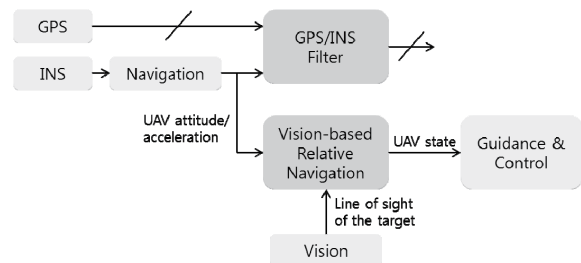 GPS
GPS/INS
Filter
INS
Navigation
UAV attitude/
acceleration
Vision-based
Relative
Navigation
UAV state
Guidance &
Control
Line of sight
of the target
Vision